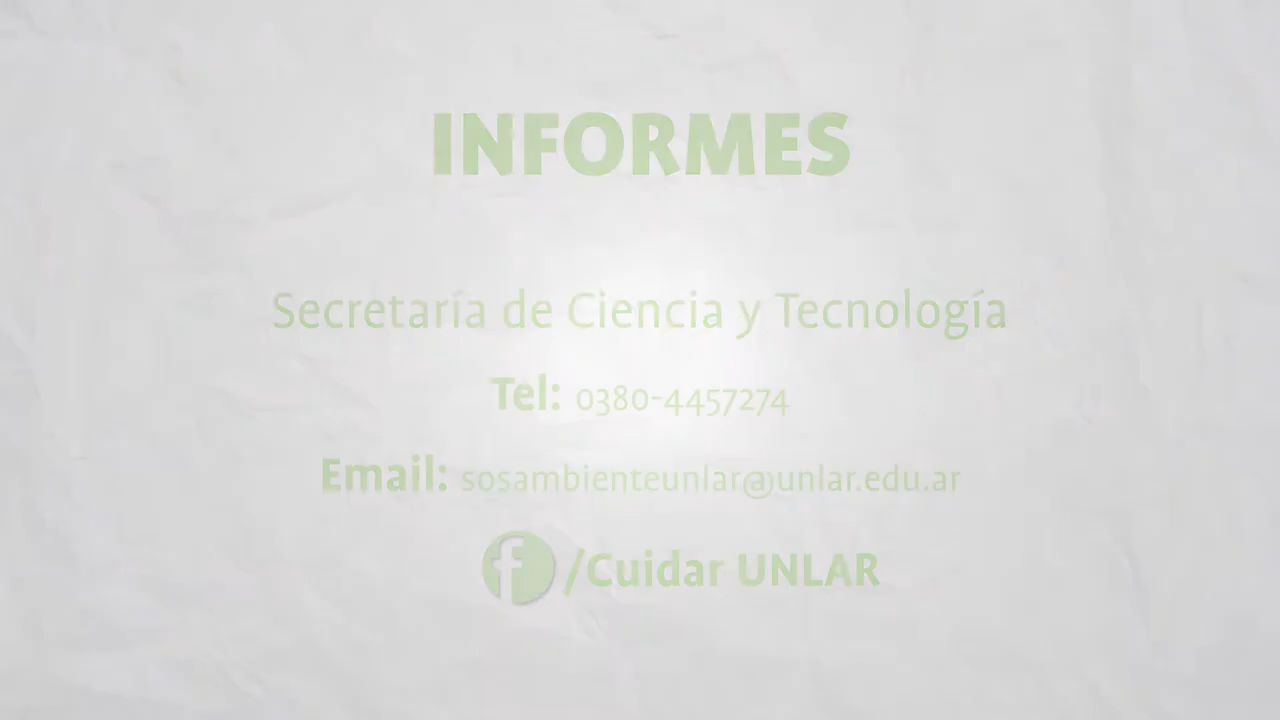 INFORMES
Secretaría de Ciencia y Tecnología
Tel: 0380-4457274
Email: sosambienteunlar@unlar.edu.ar
/Cuidar UNLAR